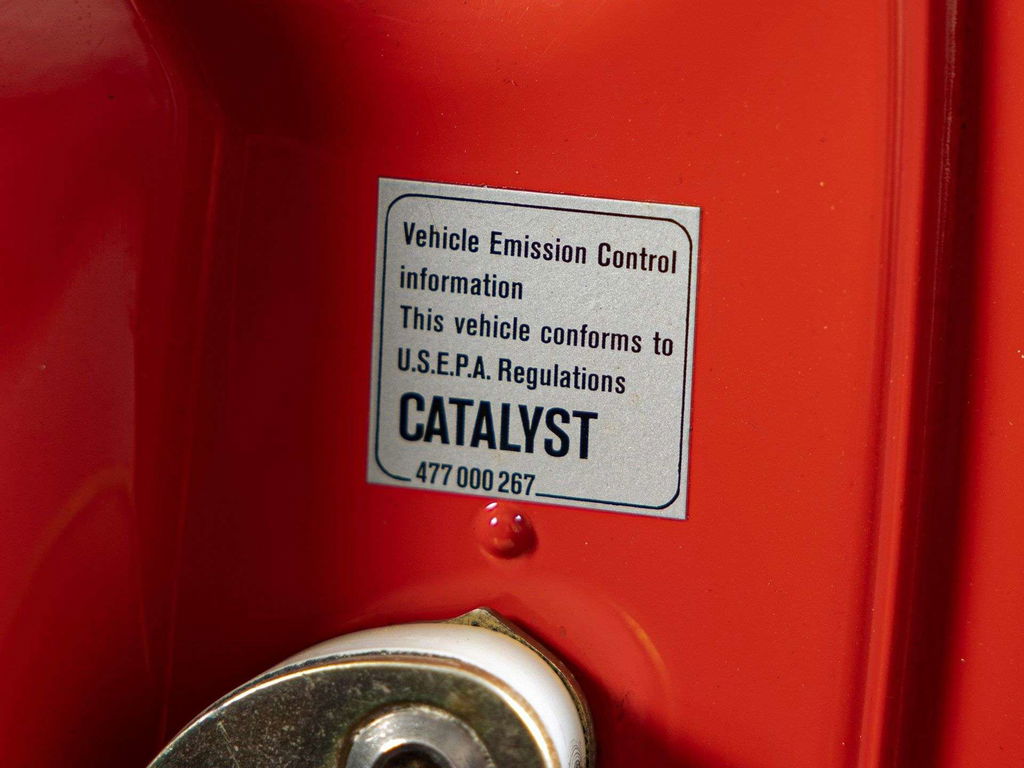 Vehicle Emission Control
information
This vehicle conforms to
U.S.E.P.A. Regulations
CATALYST
477 000 267